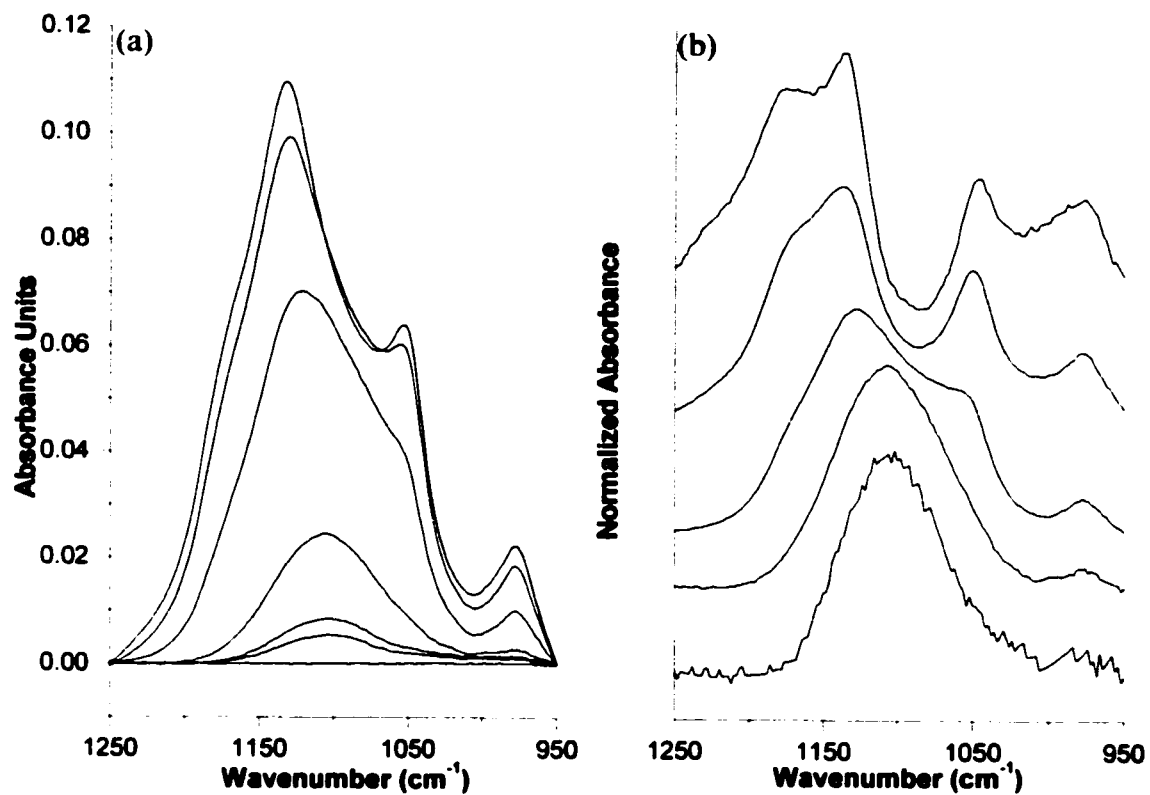 (a)
(b)
0.12
0.10
0.08
0.06
0.04
0.02
0.00
Absorbance Units
1250
1150
1050
950
Wavenumber (cm⁻¹)
Normalized Absorbance
1250
1150
1050
950
Wavenumber (cm⁻¹)